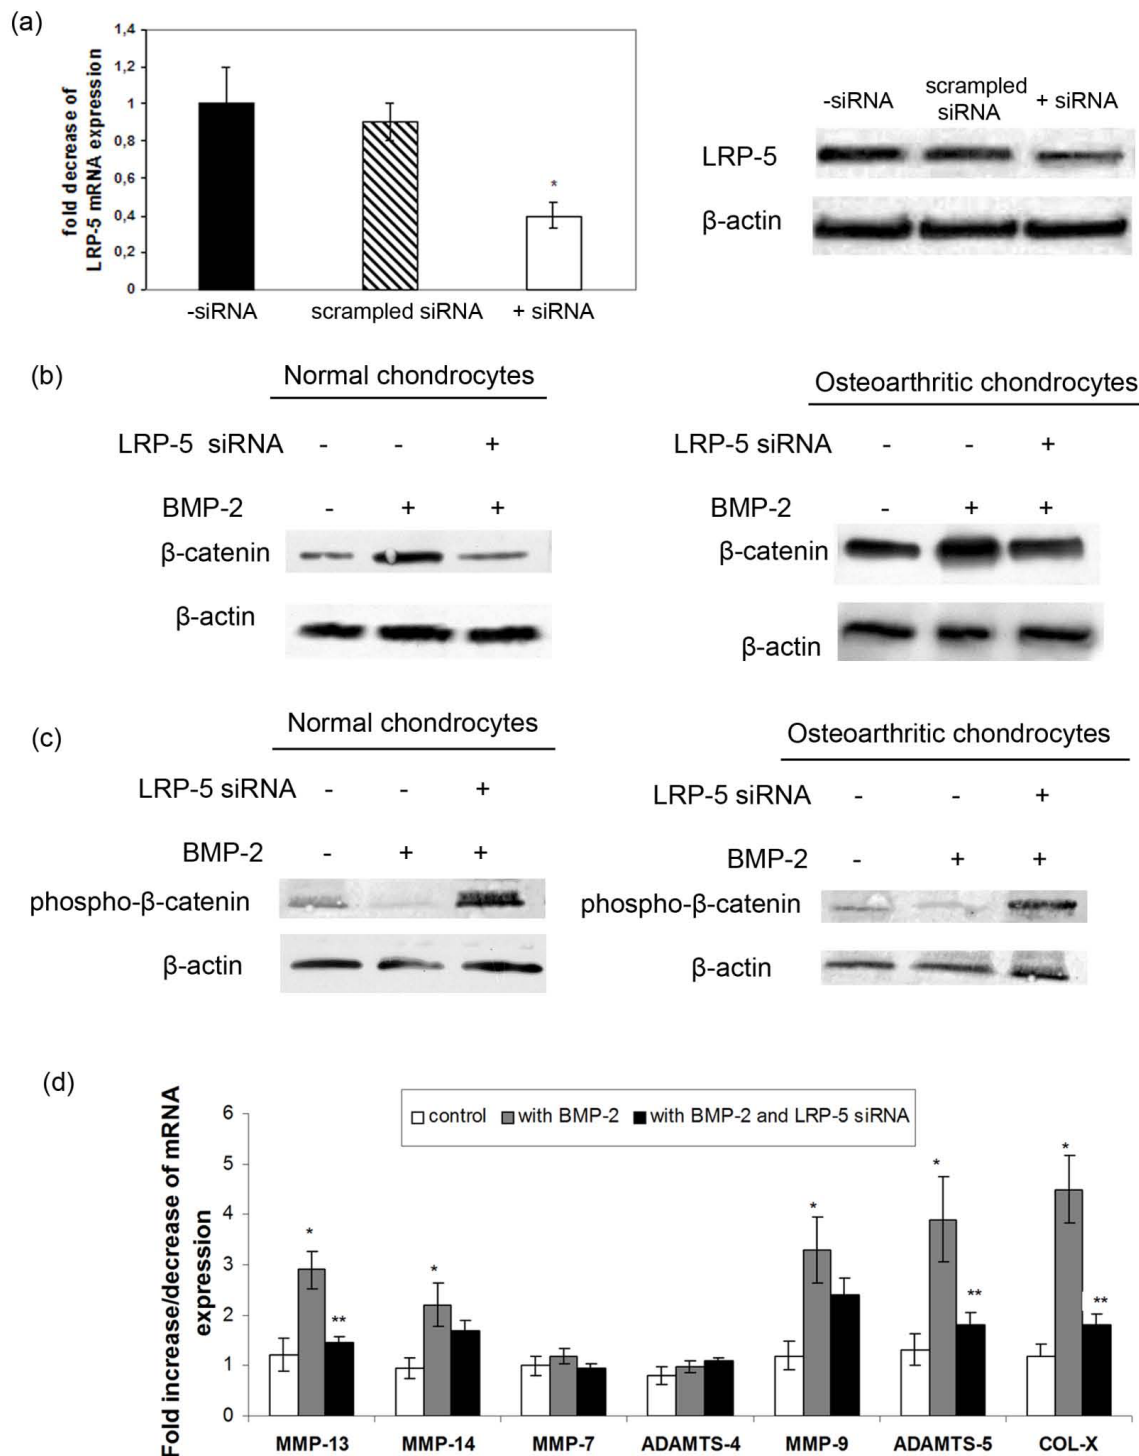 (a)
fold decrease of
LRP-5 mRNA expression
1,4
1,2
1
0,8
0,6
0,4
0,2
0
*
-siRNA scrampled siRNA + siRNA
-siRNA scrampled siRNA + siRNA
LRP-5
β-actin
(b)
Normal chondrocytes
LRP-5 siRNA - - +
BMP-2 - + +
β-catenin
β-actin
Osteoarthritic chondrocytes
LRP-5 siRNA - - +
BMP-2 - + +
β-catenin
β-actin
(c)
Normal chondrocytes
LRP-5 siRNA - - +
BMP-2 - + +
phospho-β-catenin
β-actin
Osteoarthritic chondrocytes
LRP-5 siRNA - - +
BMP-2 - + +
phospho-β-catenin
β-actin
(d)
Fold increase/decrease of mRNA
expression
control with BMP-2 with BMP-2 and LRP-5 siRNA
6
5
4
3
2
1
0
* ** * * * ** * **
MMP-13 MMP-14 MMP-7 ADAMTS-4 MMP-9 ADAMTS-5 COL-X